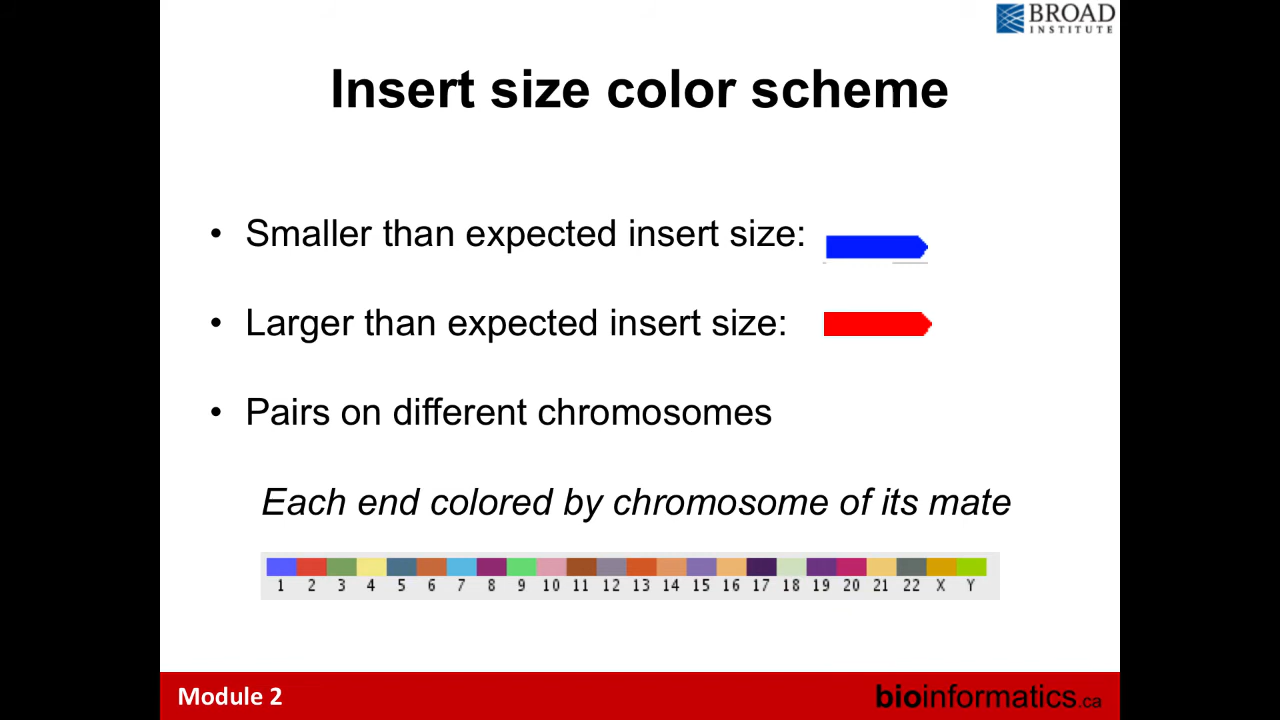 BROAD
INSTITUTE
Insert size color scheme
• Smaller than expected insert size:
• Larger than expected insert size:
• Pairs on different chromosomes
Each end colored by chromosome of its mate
1 2 3 4 5 6 7 8 9 10 11 12 13 14 15 16 17 18 19 20 21 22 X Y
Module 2
bioinformatics.ca